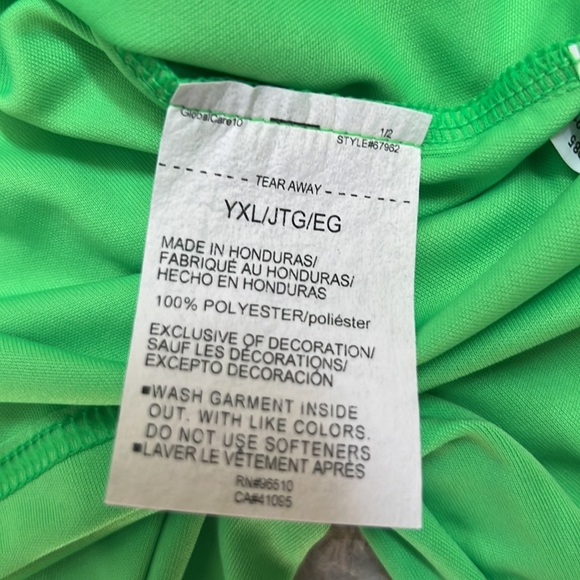 GlobalCare10
1/2
STYLE#67962
TEAR AWAY
YXL/JTG/EG
MADE IN HONDURAS/
FABRIQUÉ AU HONDURAS/
HECHO EN HONDURAS
100% POLYESTER/poliéster
EXCLUSIVE OF DECORATION/
SAUF LES DÉCORATIONS/
EXCEPTO DECORACIÓN
■WASH GARMENT INSIDE
OUT. WITH LIKE COLORS.
DO NOT USE SOFTENERS
■LAVER LE VÊTEMENT APRÈS
RN#96510
CA#41095